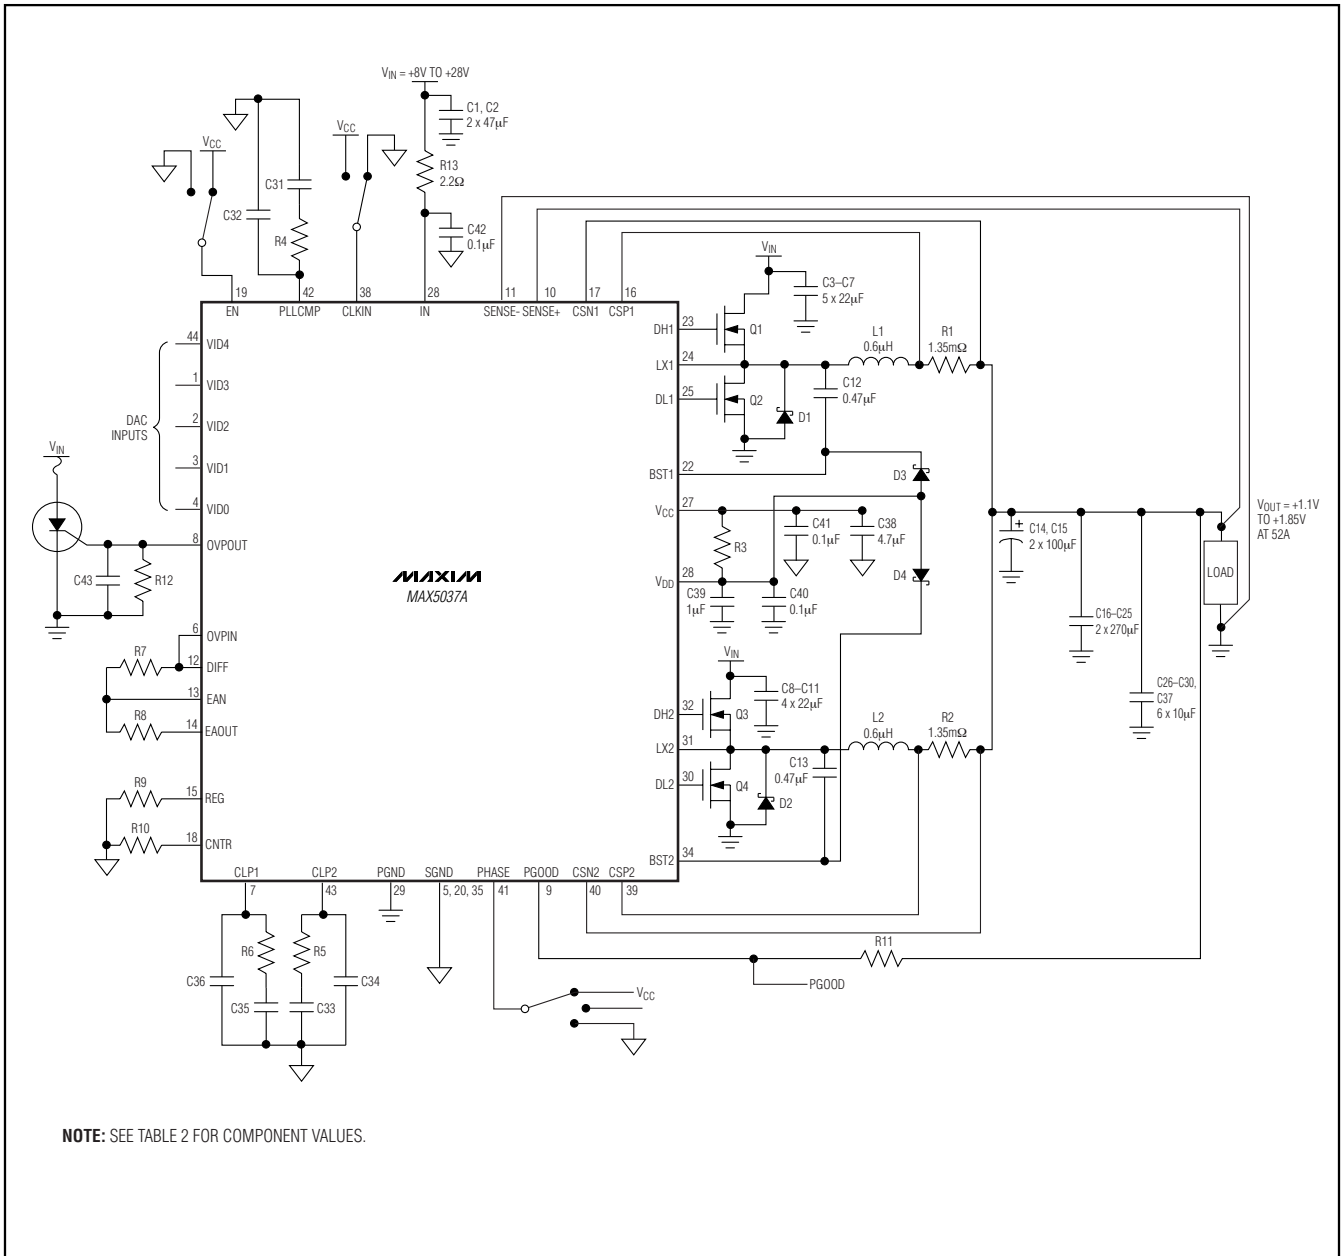 V_IN = +8V TO +28V
C1, C2
2 x 47µF
V_CC
V_CC
R13
2.2Ω
C31
C32
R4
C42
0.1µF
19
42
38
28
11
10
17
16
EN
PLLCMP
CLKIN
IN
SENSE-
SENSE+
CSN1
CSP1
V_IN
C3–C7
5 x 22µF
44
VID4
1
VID3
2
VID2
3
VID1
4
VID0
DAC
INPUTS
V_IN
8
OVPOUT
C43
R12
6
OVPIN
R7
12
DIFF
13
EAN
R8
14
EAOUT
R9
15
REG
R10
18
CNTR
MAXIM
MAX5037A
DH1
23
Q1
LX1
24
L1
0.6µH
R1
1.35mΩ
DL1
25
Q2
D1
C12
0.47µF
BST1
22
D3
V_CC
27
R3
C41
0.1µF
C38
4.7µF
D4
V_DD
28
C39
1µF
C40
0.1µF
V_OUT = +1.1V
TO +1.85V
AT 52A
+
C14, C15
2 x 100µF
LOAD
C16–C25
2 x 270µF
C26–C30,
C37
6 x 10µF
V_IN
C8–C11
4 x 22µF
DH2
32
Q3
LX2
31
L2
0.6µH
R2
1.35mΩ
DL2
30
Q4
D2
C13
0.47µF
BST2
34
CLP1
CLP2
PGND
SGND
PHASE
PGOOD
CSN2
CSP2
7
43
29
5, 20, 35
41
9
40
39
R6
R5
C36
C35
C33
C34
R11
PGOOD
V_CC
NOTE: SEE TABLE 2 FOR COMPONENT VALUES.